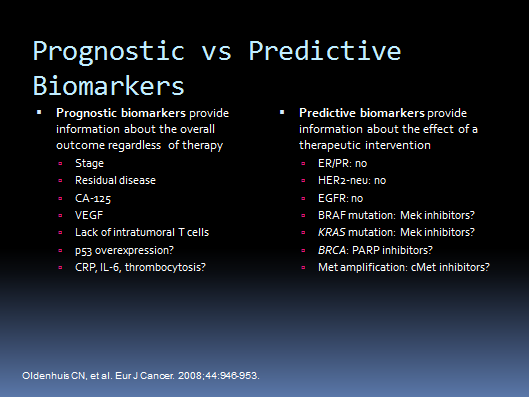 Prognostic vs Predictive
Biomarkers
Prognostic biomarkers provide
information about the overall
outcome regardless of therapy
Stage
Residual disease
CA-125
VEGF
Lack of intratumoral T cells
p53 overexpression?
CRP, IL-6, thrombocytosis?
Predictive biomarkers provide
information about the effect of a
therapeutic intervention
ER/PR: no
HER2-neu: no
EGFR: no
BRAF mutation: Mek inhibitors?
KRAS mutation: Mek inhibitors?
BRCA: PARP inhibitors?
Met amplification: cMet inhibitors?
Oldenhuis CN, et al. Eur J Cancer. 2008;44:946-953.